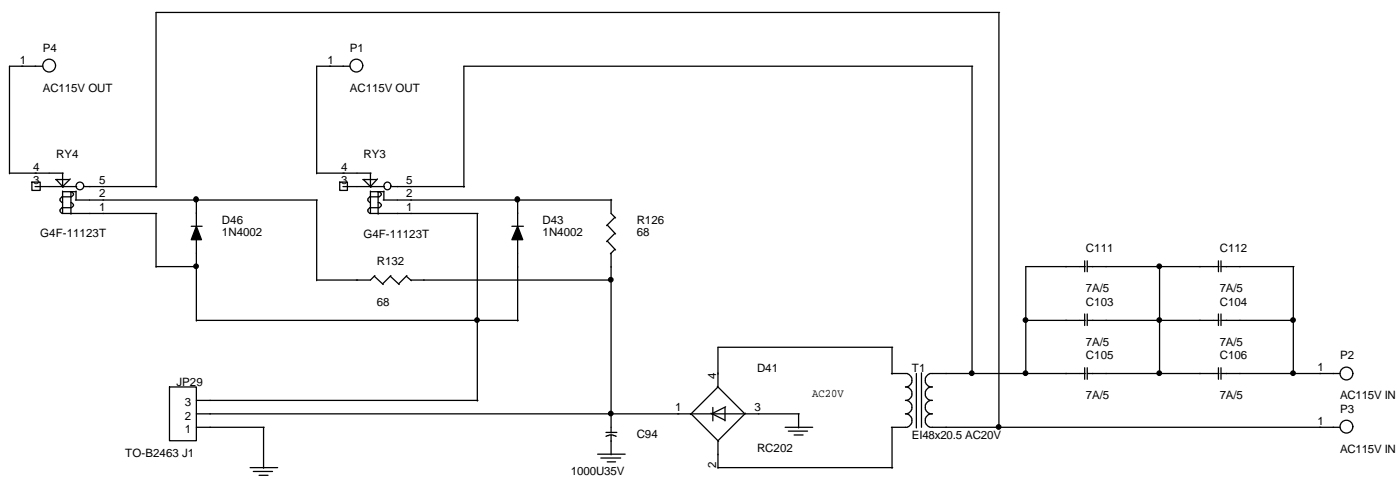 P4
1
AC115V OUT
P1
1
AC115V OUT
RY4
4
3
5
2
1
G4F-11123T
RY3
4
3
5
2
1
G4F-11123T
D46
1N4002
D43
1N4002
R126
68
R132
68
C111
7A/5
C112
7A/5
C103
7A/5
C104
7A/5
C105
7A/5
C106
7A/5
P2
1
AC115V IN
P3
1
AC115V IN
T1
EI48x20.5 AC20V
AC20V
D41
4
1
3
2
RC202
C94
1000U35V
JP29
3
2
1
TO-B2463 J1